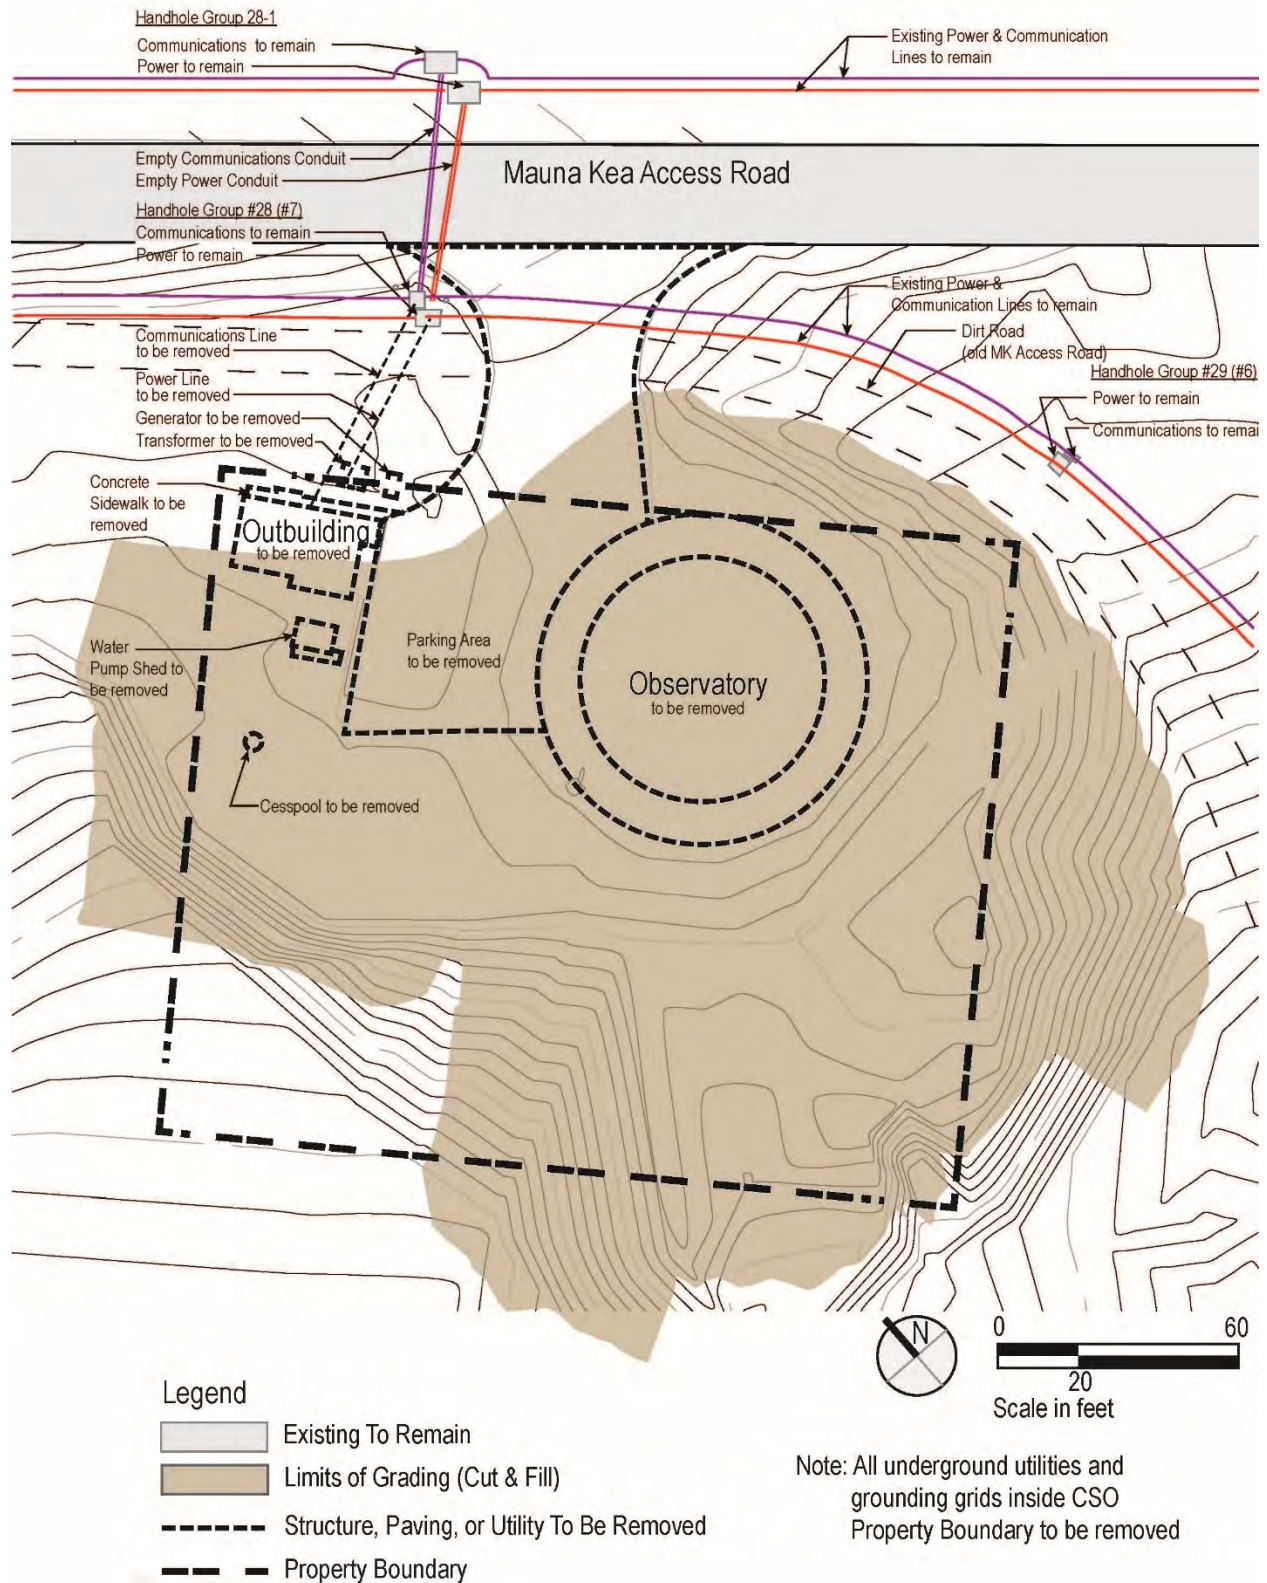 Handhole Group 28-1
Communications to remain
Power to remain
Existing Power & Communication
Lines to remain
Empty Communications Conduit
Empty Power Conduit
Mauna Kea Access Road
Handhole Group #28 (#7)
Communications to remain
Power to remain
Existing Power &
Communication Lines to remain
Dirt Road
(old MK Access Road)
Handhole Group #29 (#6)
Power to remain
Communications to remai
Communications Line
to be removed
Power Line
to be removed
Generator to be removed
Transformer to be removed
Concrete
Sidewalk to be
removed
Outbuilding
to be removed
Water
Pump Shed to
be removed
Parking Area
to be removed
Observatory
to be removed
Cesspool to be removed
N
0 60
20
Scale in feet
Legend
Existing To Remain
Limits of Grading (Cut & Fill)
Structure, Paving, or Utility To Be Removed
Property Boundary
Note: All underground utilities and
grounding grids inside CSO
Property Boundary to be removed